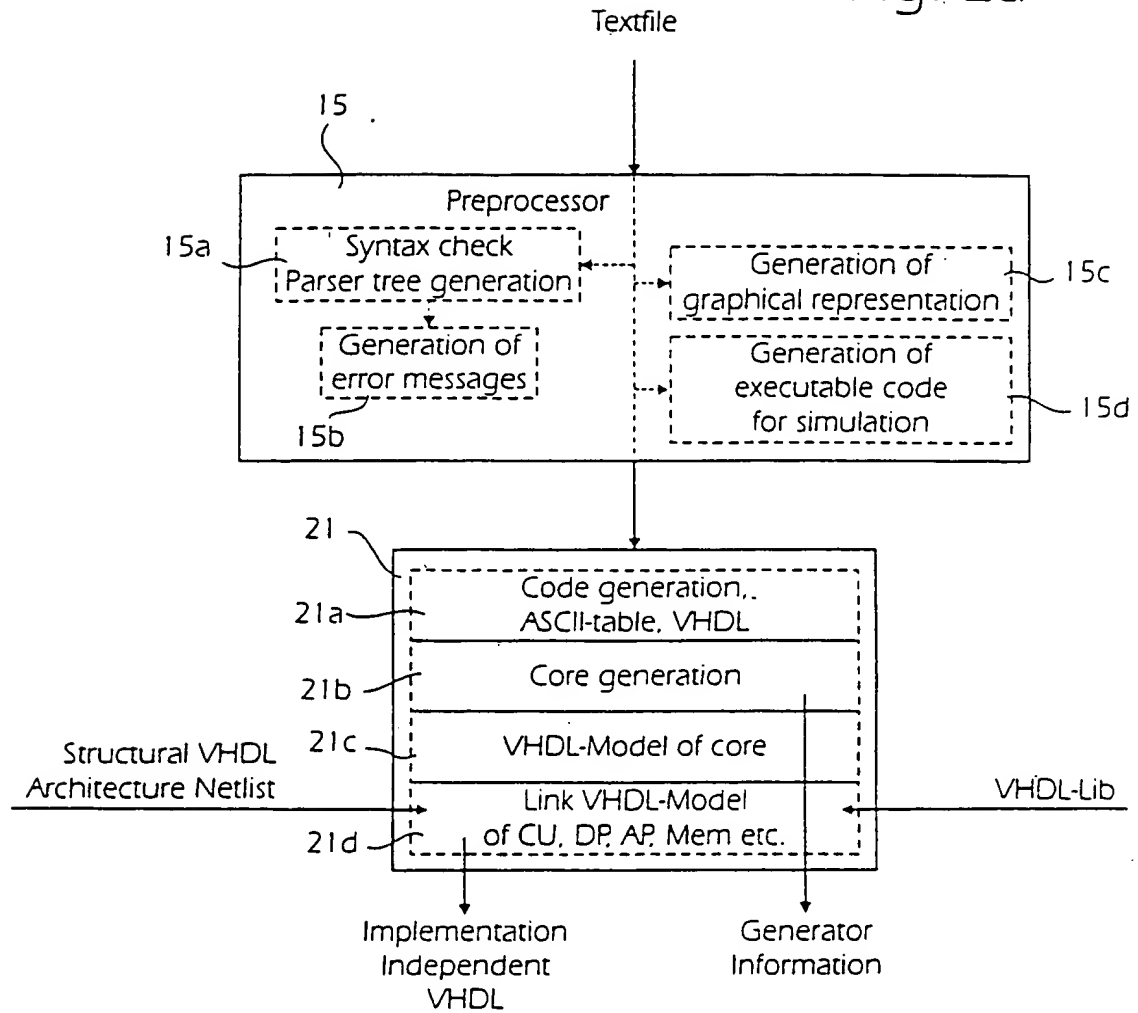 Textfile
15
Preprocessor
15a
Syntax check
Parser tree generation
Generation of
graphical representation
15c
Generation of
error messages
15b
Generation of
executable code
for simulation
15d
21
21a
Code generation,
ASCII-table, VHDL
21b
Core generation
21c
VHDL-Model of core
Structural VHDL
Architecture Netlist
21d
Link VHDL-Model
of CU, DP, AP, Mem etc.
VHDL-Lib
Implementation
Independent
VHDL
Generator
Information